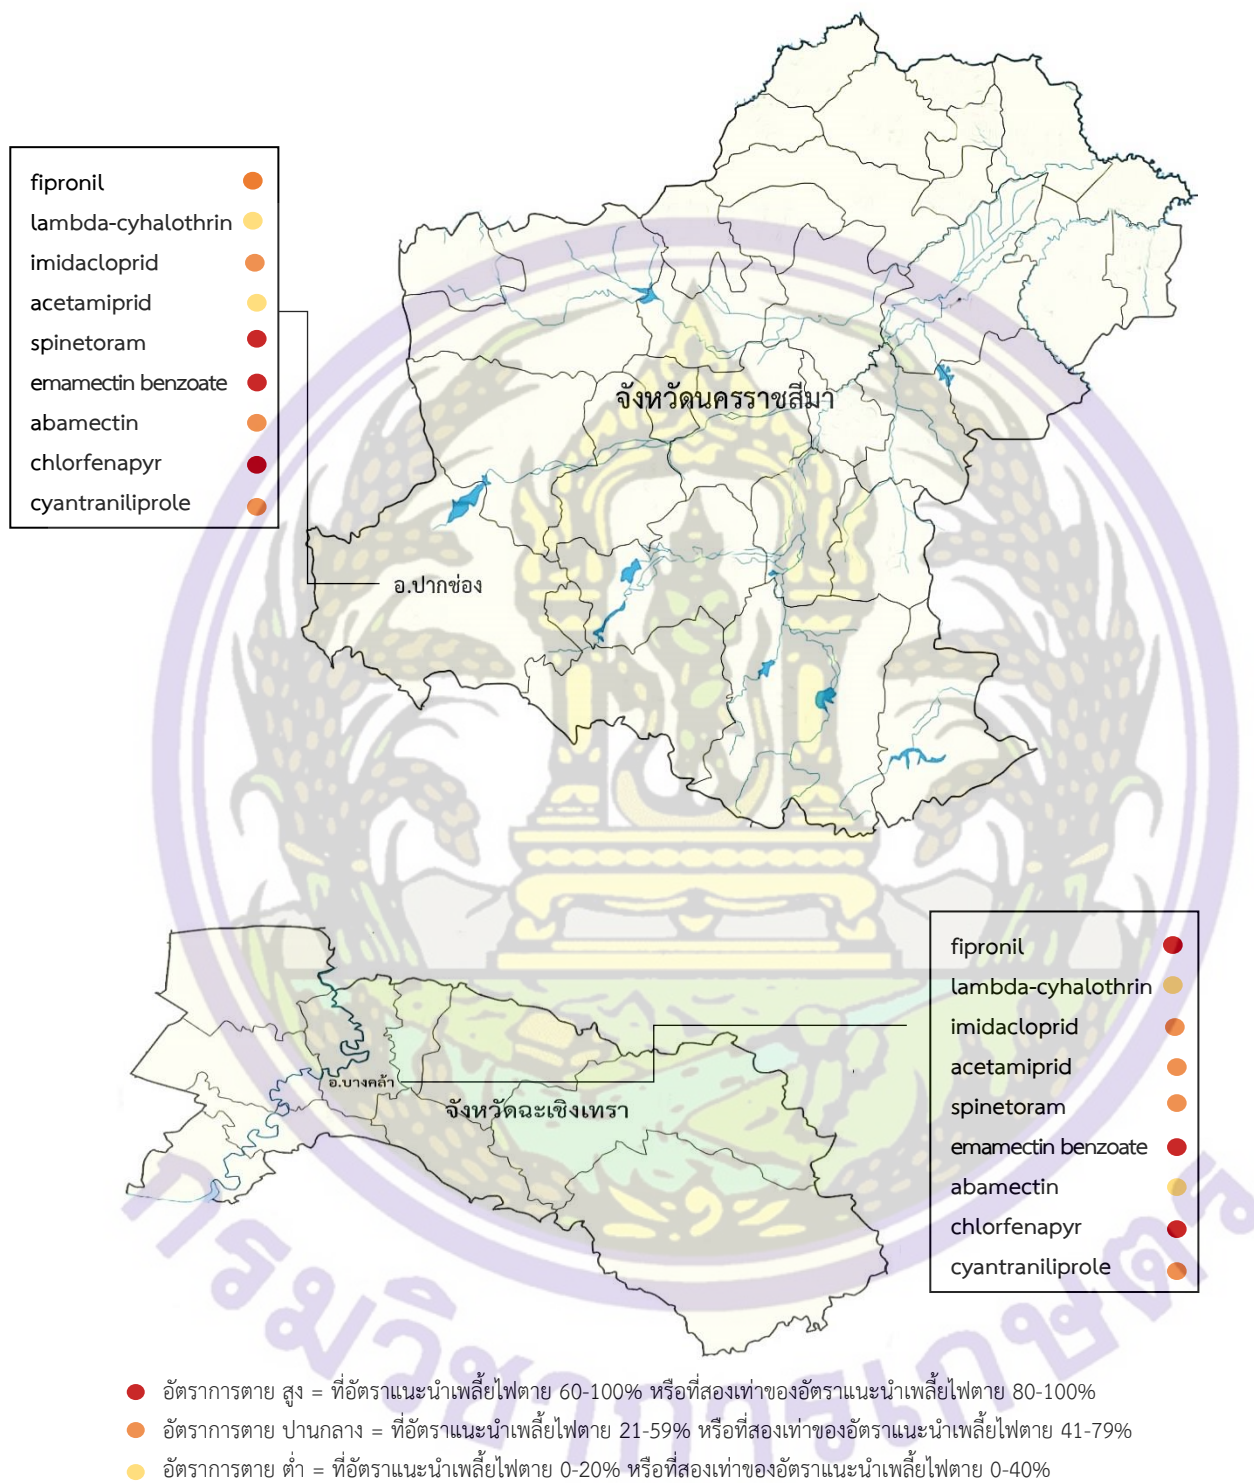 fipronil
lambda-cyhalothrin
imidacloprid
acetamiprid
spinetoram
emamectin benzoate
abamectin
chlorfenapyr
cyantraniliprole
จังหวัดนครราชสีมา
อ.ปากช่อง
fipronil
lambda-cyhalothrin
imidacloprid
acetamiprid
spinetoram
emamectin benzoate
abamectin
chlorfenapyr
cyantraniliprole
อ.บางคล้า
จังหวัดฉะเชิงเทรา
กรมวิชาการเกษตร
อัตราการตาย สูง = ที่อัตราแนะนำเพลี้ยไฟตาย 60-100% หรือที่สองเท่าของอัตราแนะนำเพลี้ยไฟตาย 80-100%
อัตราการตาย ปานกลาง = ที่อัตราแนะนำเพลี้ยไฟตาย 21-59% หรือที่สองเท่าของอัตราแนะนำเพลี้ยไฟตาย 41-79%
อัตราการตาย ต่ำ = ที่อัตราแนะนำเพลี้ยไฟตาย 0-20% หรือที่สองเท่าของอัตราแนะนำเพลี้ยไฟตาย 0-40%